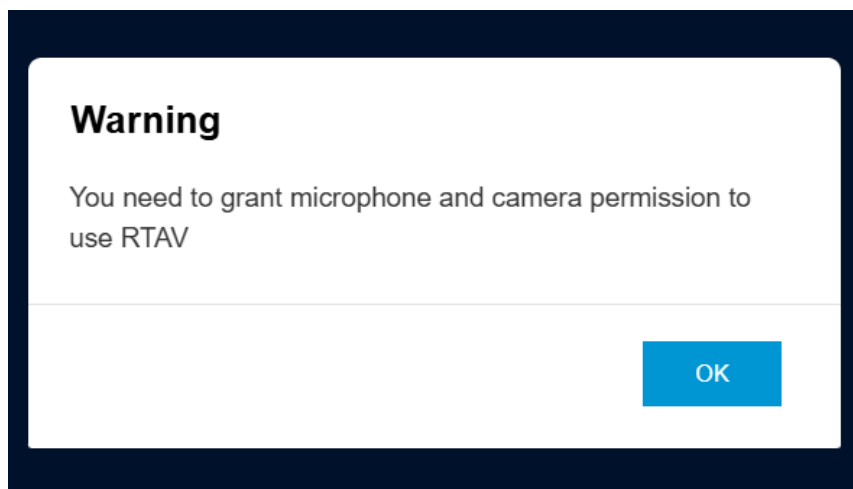 Warning
You need to grant microphone and camera permission to
use RTAV
OK